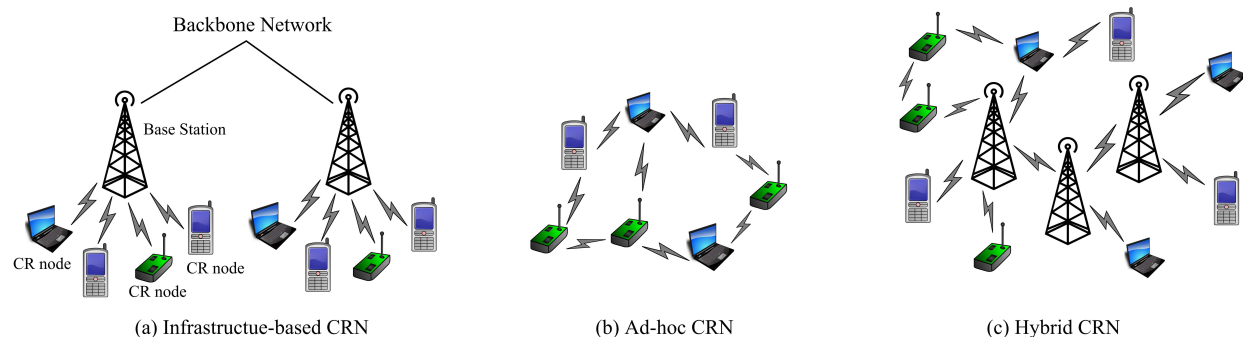 Backbone Network
Base Station
CR node
CR node
CR node
(a) Infrastructue-based CRN
(b) Ad-hoc CRN
(c) Hybrid CRN